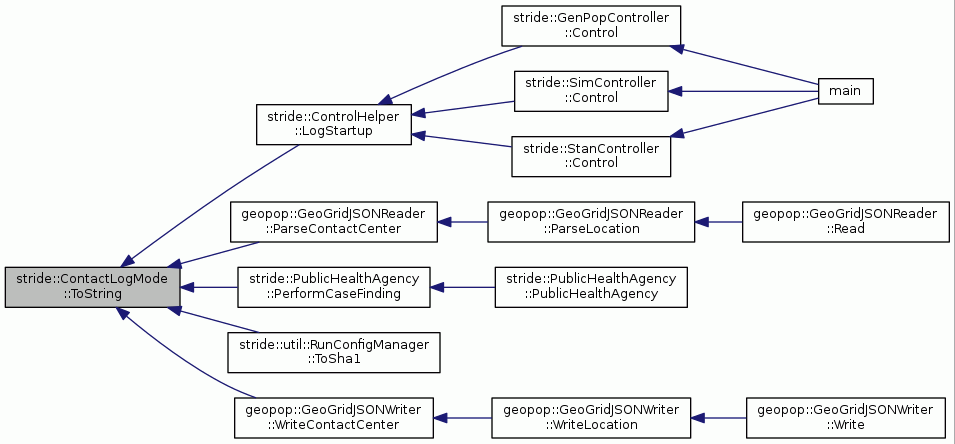 stride::GenPopController
::Control
stride::SimController
::Control
main
stride::ControlHelper
::LogStartup
stride::StanController
::Control
geopop::GeoGridJSONReader
::ParseContactCenter
geopop::GeoGridJSONReader
::ParseLocation
geopop::GeoGridJSONReader
::Read
stride::ContactLogMode
::ToString
stride::PublicHealthAgency
::PerformCaseFinding
stride::PublicHealthAgency
::PublicHealthAgency
stride::util::RunConfigManager
::ToSha1
geopop::GeoGridJSONWriter
::WriteContactCenter
geopop::GeoGridJSONWriter
::WriteLocation
geopop::GeoGridJSONWriter
::Write